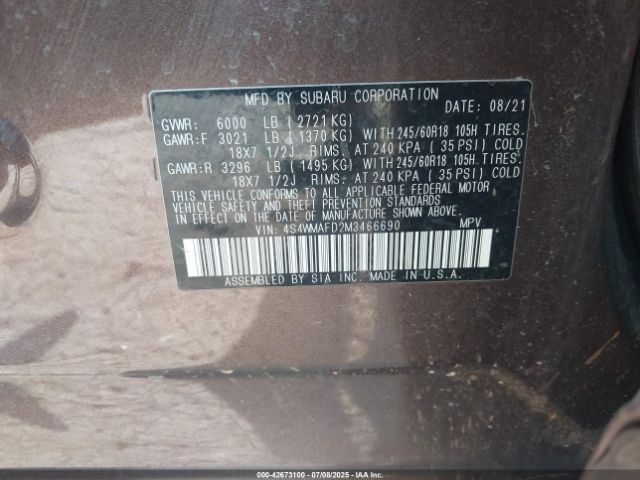 MFD BY SUBARU CORPORATION
DATE: 08/21
GVWR: 6000 LB (2721 KG)
GAWR:F 3021 LB (1370 KG) WITH 245/60R18 105H TIRES.
18X7 1/2J RIMS. AT 240 KPA ( 35 PSI) COLD
GAWR:R 3296 LB (1495 KG) WITH 245/60R18 105H TIRES.
18X7 1/2J RIMS. AT 240 KPA ( 35 PSI) COLD
THIS VEHICLE CONFORMS TO ALL APPLICABLE FEDERAL MOTOR
VEHICLE SAFETY AND THEFT PREVENTION STANDARDS
IN EFFECT ON THE DATE OF MANUFACTURE SHOWN ABOVE.
VIN: 4S4WMAFD2M3466690 MPV
ASSEMBLED BY SIA INC. MADE IN U.S.A.
000-42673100 07/08/2025 IAAI Holdings, LLC. Copyright